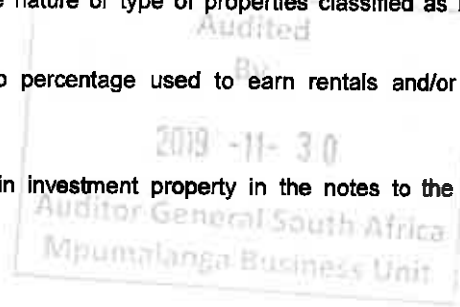 nature or type of properties classified as
Audited
By
percentage used to earn rentals and/or
2019 -11- 30
in investment property in the notes to the
Auditor General South Africa
Mpumalanga Business Unit